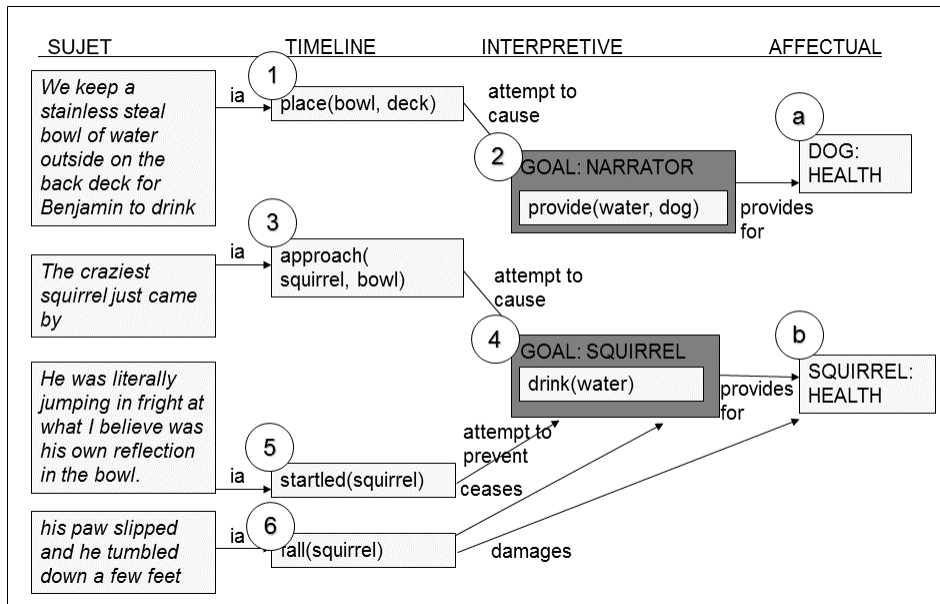 SUJET
TIMELINE
INTERPRETIVE
AFFECTUAL
We keep a
stainless steal
bowl of water
outside on the
back deck for
Benjamin to drink
ia
1
place(bowl, deck)
attempt to
cause
2
GOAL: NARRATOR
provide(water, dog)
provides
for
a
DOG:
HEALTH
The craziest
squirrel just came
by
ia
3
approach(
squirrel, bowl)
attempt to
cause
4
GOAL: SQUIRREL
drink(water)
provides
for
b
SQUIRREL:
HEALTH
He was literally
jumping in fright at
what I believe was
his own reflection
in the bowl.
ia
5
startled(squirrel)
attempt to
prevent
ceases
his paw slipped
and he tumbled
down a few feet
ia
6
fall(squirrel)
damages